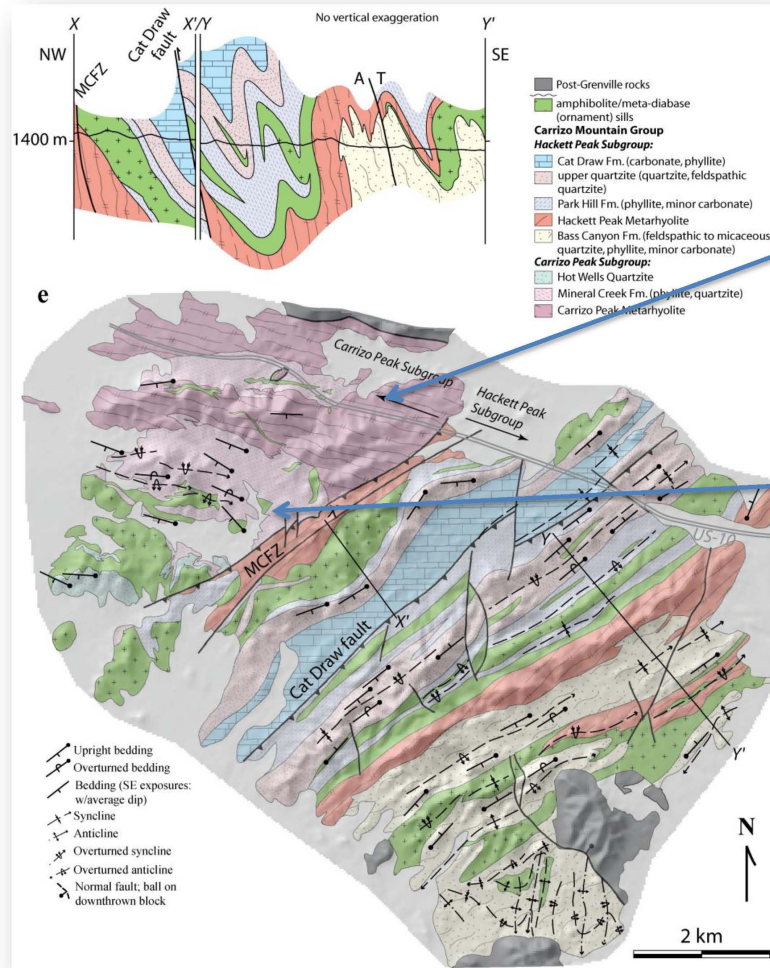 No vertical exaggeration
X
X'/Y
Y'
NW
Cat Draw
fault
SE
MCFZ
A T
1400 m
Post-Grenville rocks
amphibolite/meta-diabase
(ornament) sills
Carrizo Mountain Group
Hackett Peak Subgroup:
Cat Draw Fm. (carbonate, phyllite)
upper quartzite (quartzite, feldspathic
quartzite)
Park Hill Fm. (phyllite, minor carbonate)
Hackett Peak Metarhyolite
Bass Canyon Fm. (feldspathic to micaceous
quartzite, phyllite, minor carbonate)
Carrizo Peak Subgroup:
Hot Wells Quartzite
Mineral Creek Fm. (phyllite, quartzite)
Carrizo Peak Metarhyolite
e
Carrizo Peak Subgroup
Hackett Peak
Subgroup
US-10
MCFZ
X
X'
Y
Y'
Cat Draw fault
Upright bedding
Overturned bedding
Bedding (SE exposures:
w/average dip)
Syncline
Anticline
Overturned syncline
Overturned anticline
Normal fault; ball on
downthrown block
N
2 km